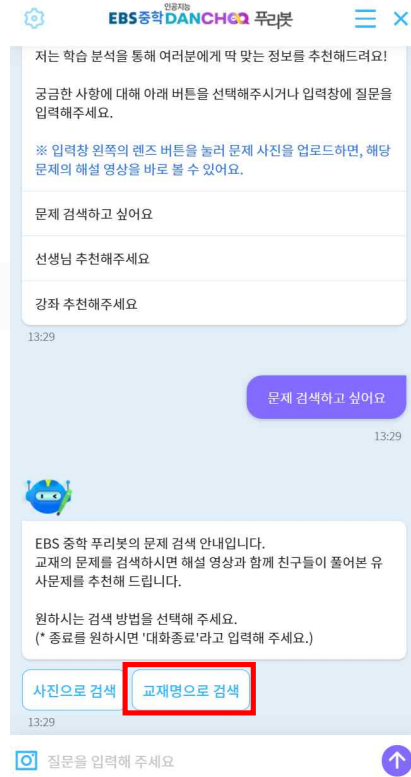 인공지능
EBS중학 DANCHOO 푸리봇
저는 학습 분석을 통해 여러분에게 딱 맞는 정보를 추천해드려요!
궁금한 사항에 대해 아래 버튼을 선택해주시거나 입력창에 질문을
입력해주세요.
※ 입력창 왼쪽의 렌즈 버튼을 눌러 문제 사진을 업로드하면, 해당
문제의 해설 영상을 바로 볼 수 있어요.
문제 검색하고 싶어요
선생님 추천해주세요
강좌 추천해주세요
13:29
문제 검색하고 싶어요
13:29
EBS 중학 푸리봇의 문제 검색 안내입니다.
교재의 문제를 검색하시면 해설 영상과 함께 친구들이 풀어본 유
사문제를 추천해 드립니다.
원하시는 검색 방법을 선택해 주세요.
(* 종료를 원하시면 '대화종료'라고 입력해 주세요.)
사진으로 검색
교재명으로 검색
13:29
질문을 입력해 주세요